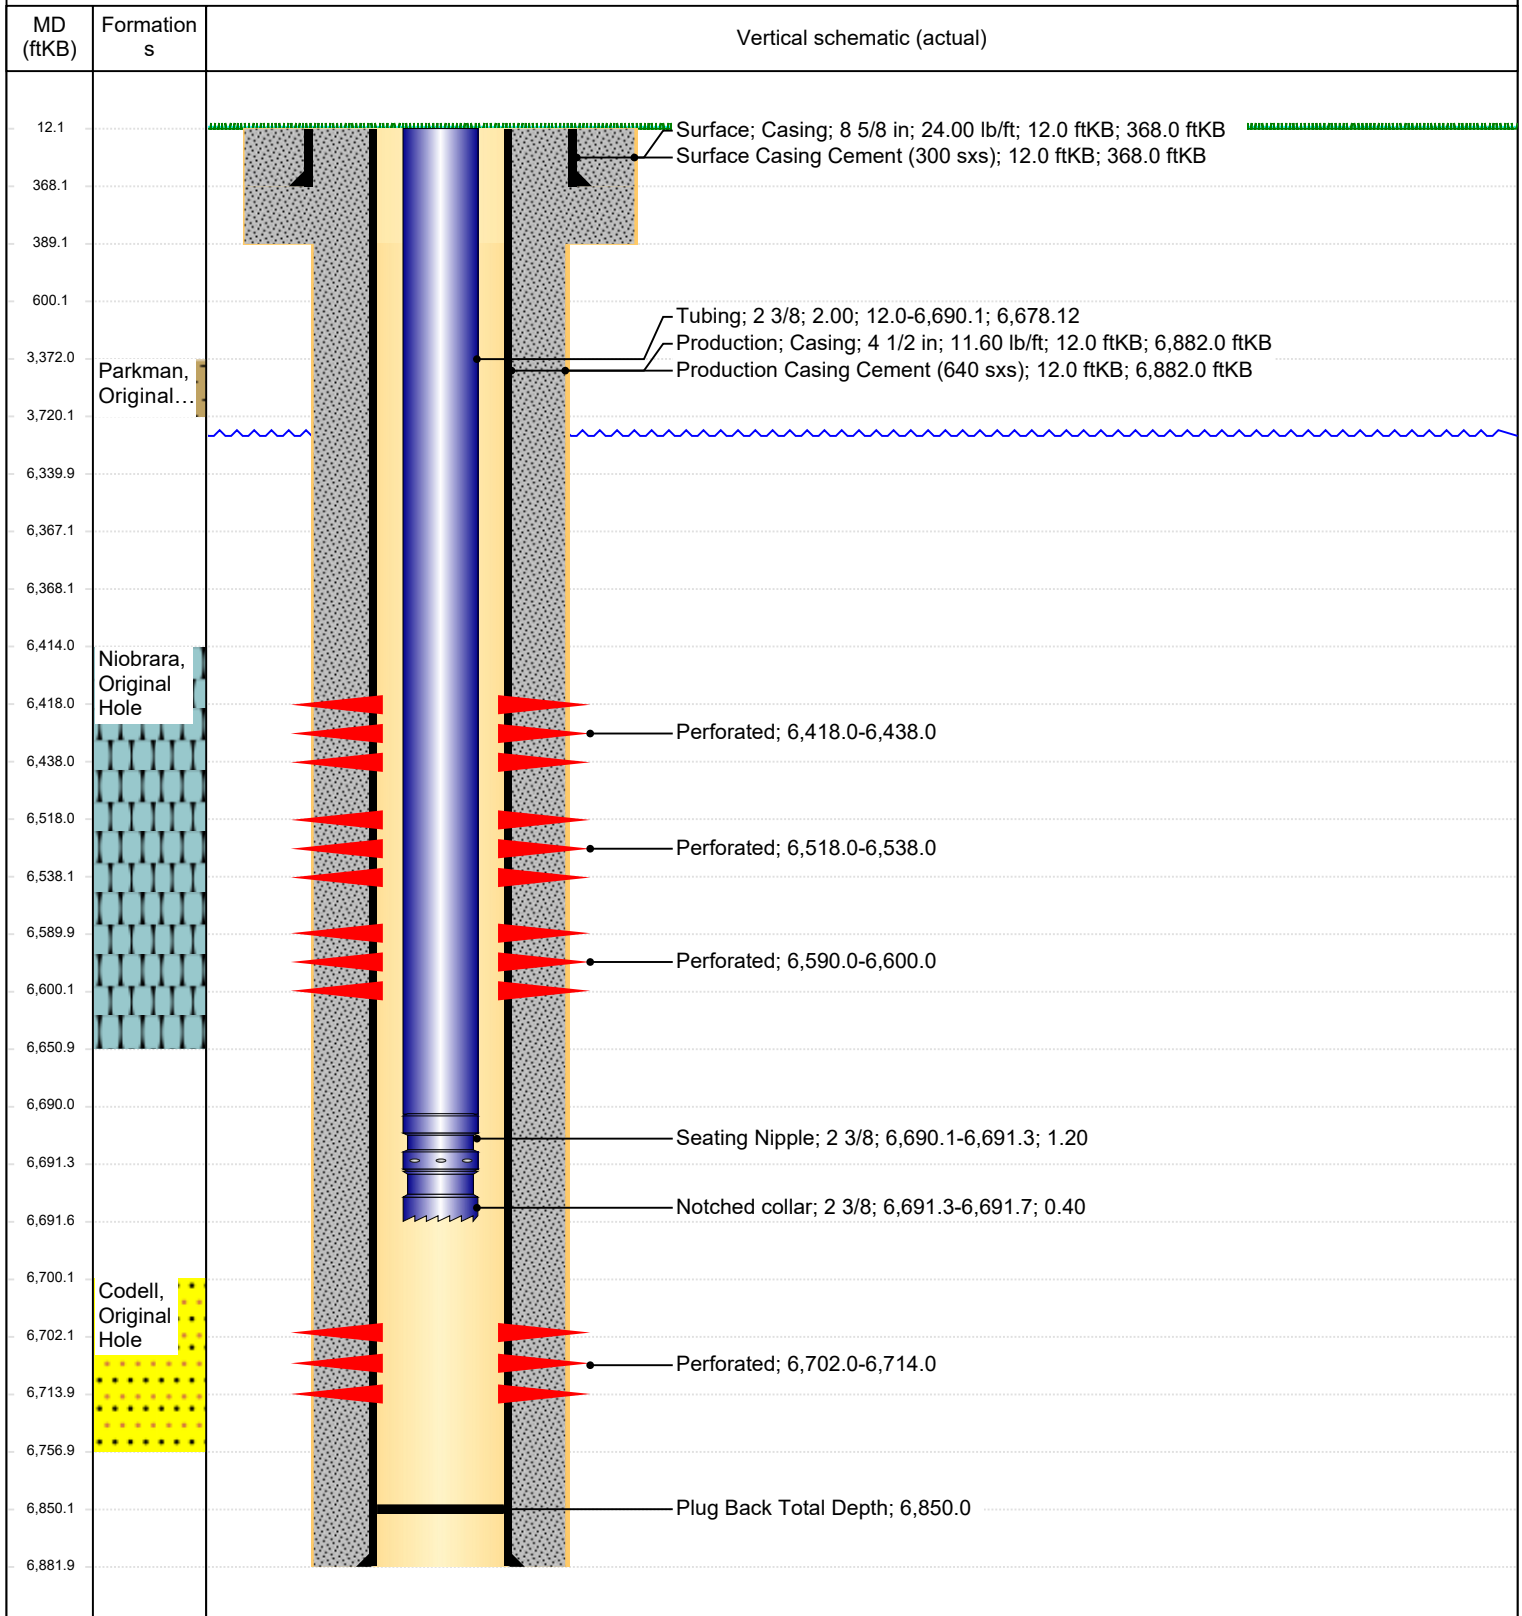 MD
(ftKB)
Formation
s
Vertical schematic (actual)
12.1
Surface; Casing; 8 5/8 in; 24.00 lb/ft; 12.0 ftKB; 368.0 ftKB
Surface Casing Cement (300 sxs); 12.0 ftKB; 368.0 ftKB
368.1
389.1
600.1
Tubing; 2 3/8; 2.00; 12.0-6,690.1; 6,678.12
Production; Casing; 4 1/2 in; 11.60 lb/ft; 12.0 ftKB; 6,882.0 ftKB
3,372.0
Production Casing Cement (640 sxs); 12.0 ftKB; 6,882.0 ftKB
Parkman,
Original…
3,720.1
6,339.9
6,367.1
6,368.1
6,414.0
Niobrara,
Original
Hole
6,418.0
Perforated; 6,418.0-6,438.0
6,438.0
6,518.0
Perforated; 6,518.0-6,538.0
6,538.1
6,589.9
Perforated; 6,590.0-6,600.0
6,600.1
6,650.9
6,690.0
Seating Nipple; 2 3/8; 6,690.1-6,691.3; 1.20
6,691.3
Notched collar; 2 3/8; 6,691.3-6,691.7; 0.40
6,691.6
6,700.1
Codell,
Original
Hole
6,702.1
Perforated; 6,702.0-6,714.0
6,713.9
6,756.9
6,850.1
Plug Back Total Depth; 6,850.0
6,881.9